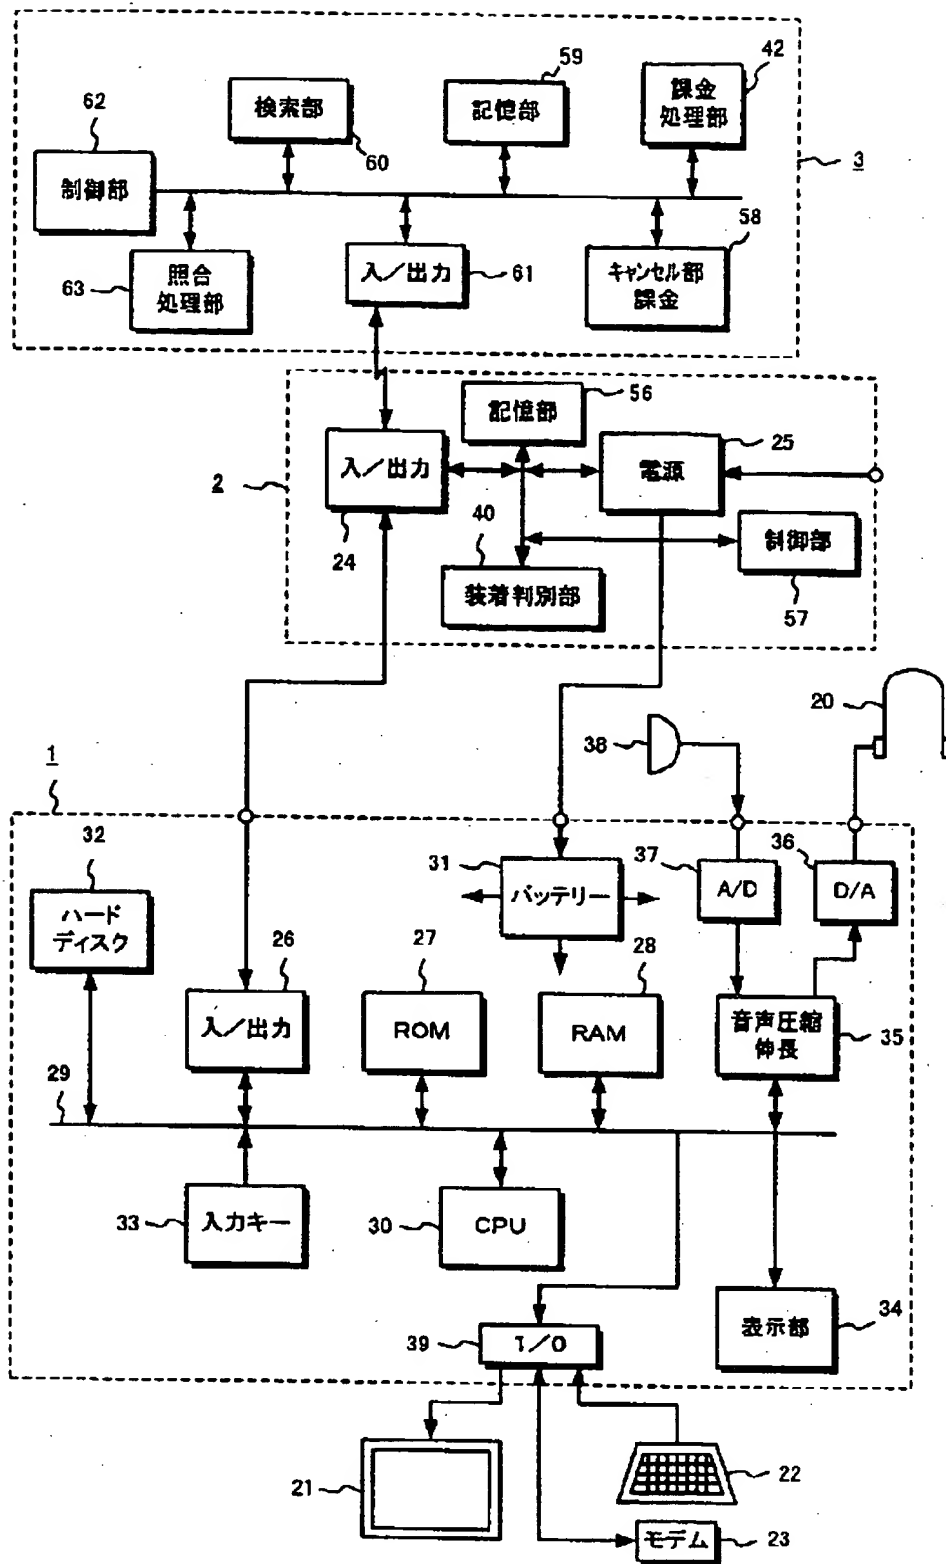 59
42
62
検索部
記憶部
課金
処理部
60
3
制御部
58
照合
処理部
63
入/出力
61
キャンセル部
課金
56
記憶部
25
2
入/出力
電源
40
24
制御部
装着判別部
57
20
1
38
32
31
37
36
バッテリー
A/D
D/A
ハード
ディスク
26
27
28
入/出力
ROM
RAM
音声圧縮
伸長
35
29
33
入力キー
30
CPU
34
39
I/O
表示部
21
22
モデム
23